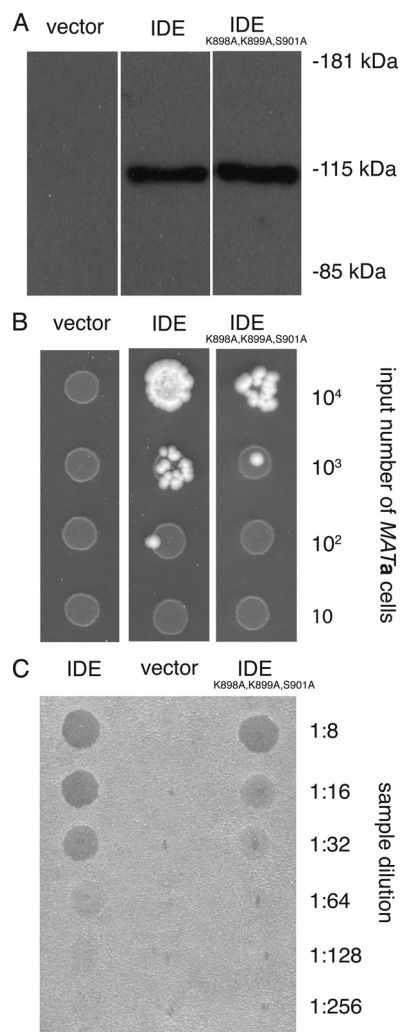 A
vector IDE IDE
K898A,K899A,S901A
-181 kDa
-115 kDa
-85 kDa
B
vector IDE IDE
K898A,K899A,S901A
10⁴
10³
10²
10
input number of MATa cells
C
IDE vector IDE
K898A,K899A,S901A
1:8
1:16
1:32
1:64
1:128
1:256
sample dilution